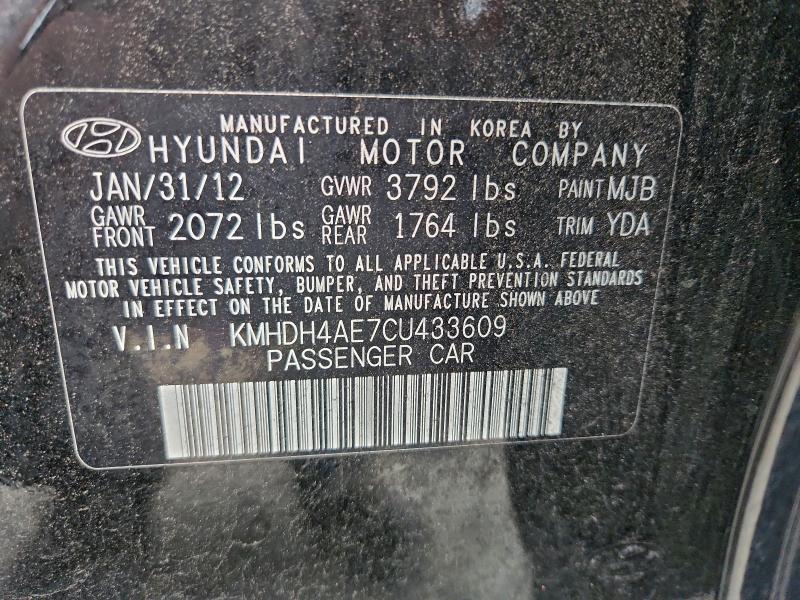 MANUFACTURED IN KOREA BY
HYUNDAI MOTOR COMPANY
JAN/31/12 GVWR 3792 lbs PAINT MJB
GAWR FRONT 2072 lbs GAWR REAR 1764 lbs TRIM YDA
THIS VEHICLE CONFORMS TO ALL APPLICABLE U.S.A. FEDERAL
MOTOR VEHICLE SAFETY, BUMPER, AND THEFT PREVENTION STANDARDS
IN EFFECT ON THE DATE OF MANUFACTURE SHOWN ABOVE
V.I.N KMHDH4AE7CU433609
PASSENGER CAR